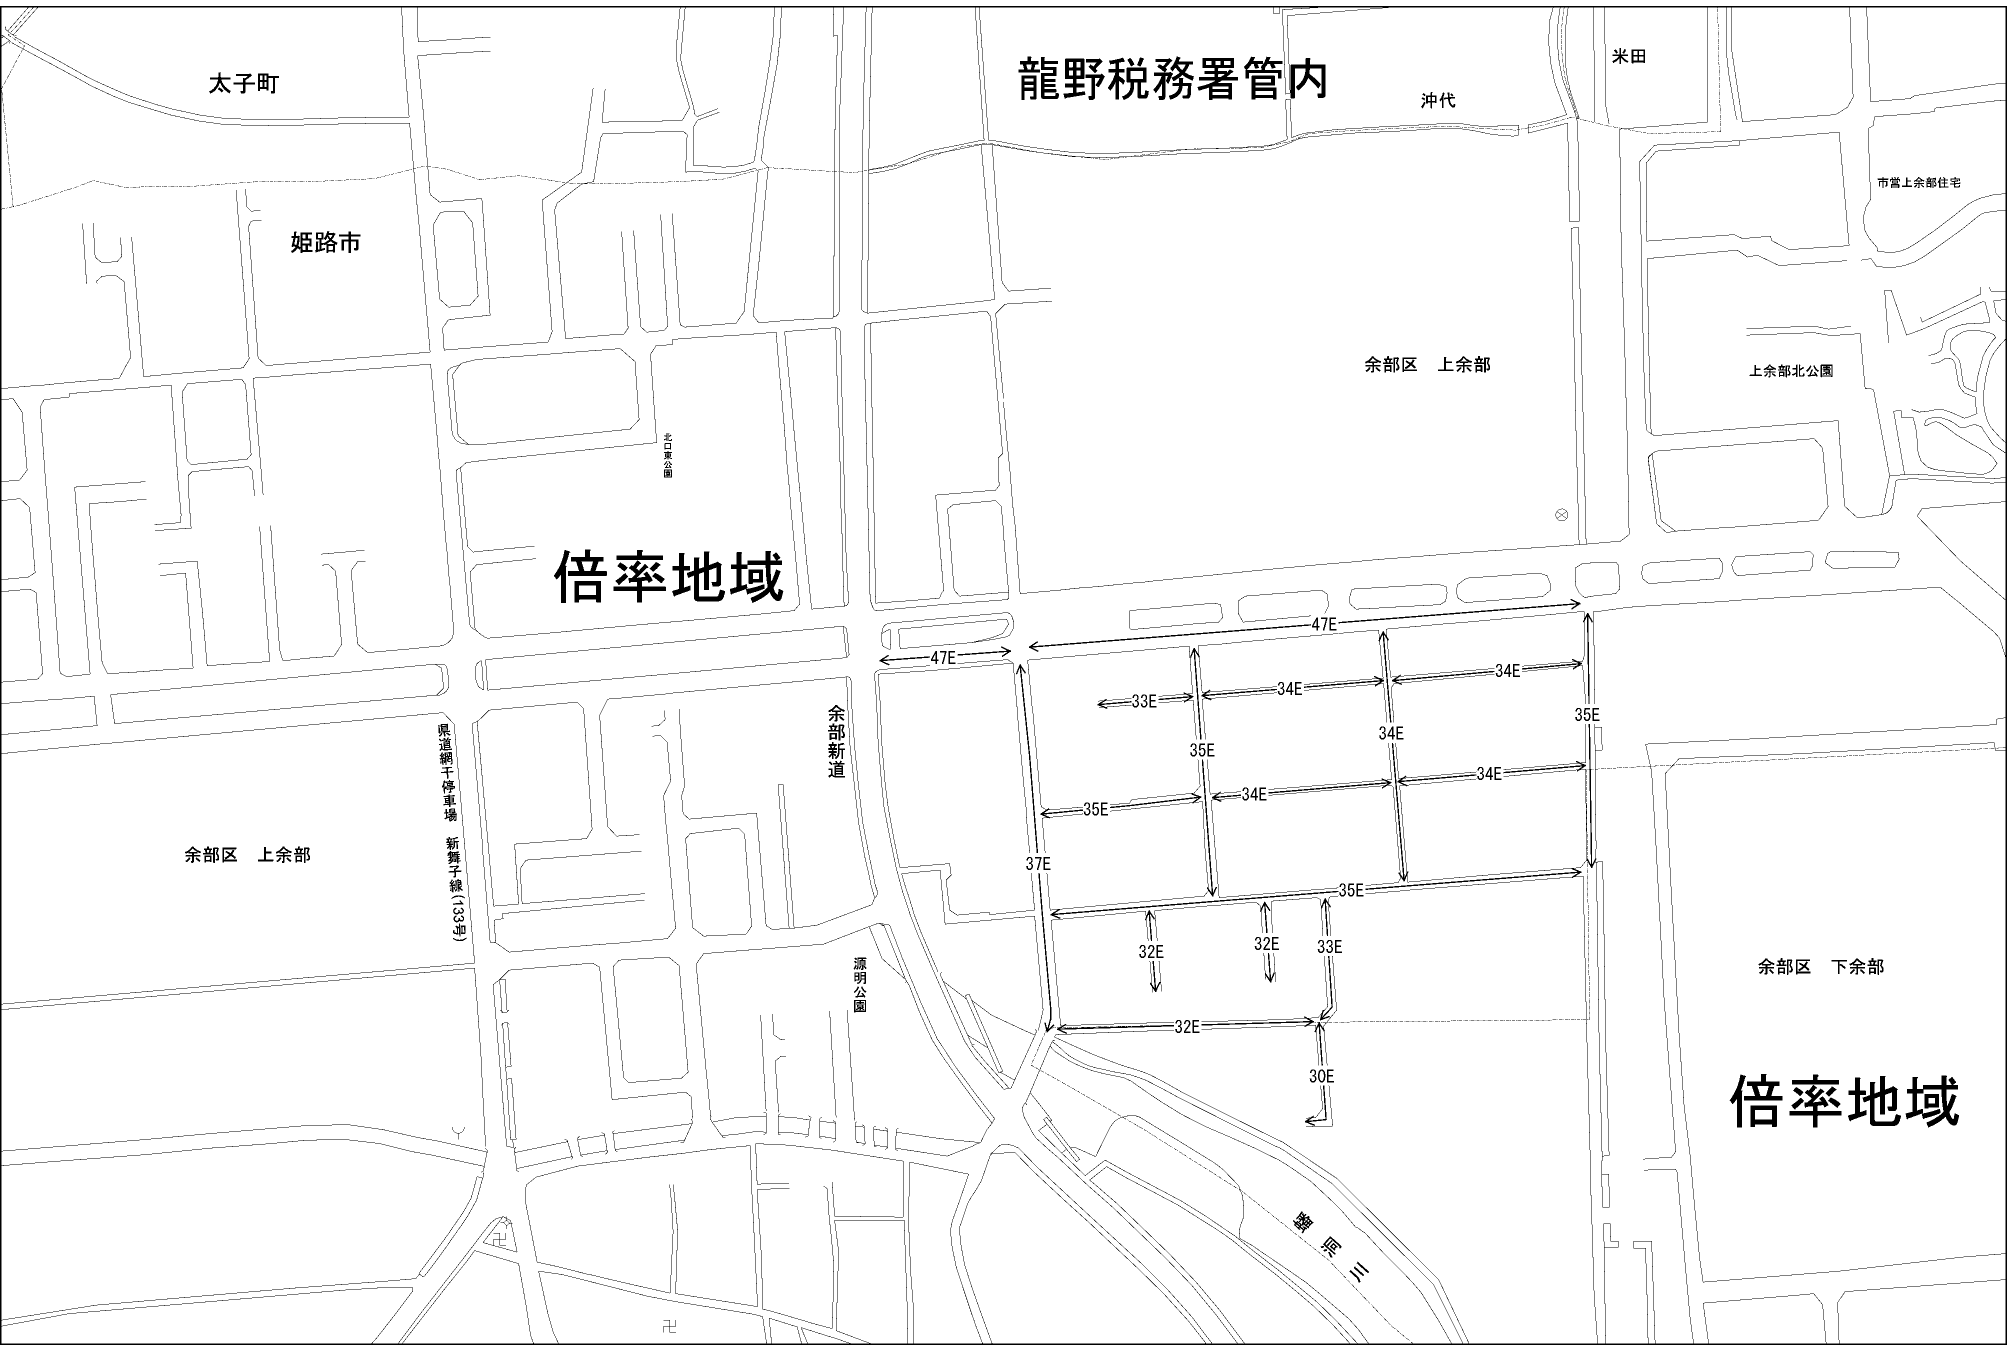 太子町
龍野税務署管内
米田
沖代
市営上余部住宅
姫路市
余部区　上余部
上余部北公園
北口東公園
倍率地域
47E
47E
34E
34E
33E
35E
余部新道
県道網干停車場　新舞子線(133号)
34E
35E
34E
34E
35E
余部区　上余部
37E
35E
32E
32E
33E
余部区　下余部
源明公園
32E
30E
倍率地域
蟠洞川